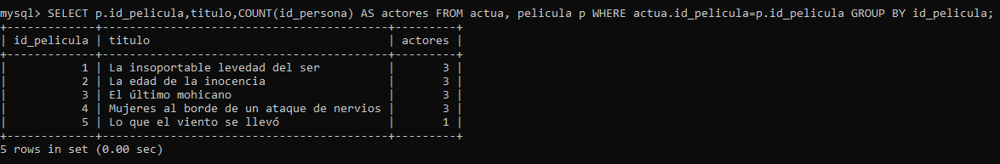 mysql> SELECT p.id_pelicula,titulo,COUNT(id_persona) AS actores FROM actua, pelicula p WHERE actua.id_pelicula=p.id_pelicula GROUP BY id_pelicula;
+-------------+------------------------------------------+---------+
| id_pelicula | titulo                                   | actores |
+-------------+------------------------------------------+---------+
|           1 | La insoportable levedad del ser          |       3 |
|           2 | La edad de la inocencia                  |       3 |
|           3 | El último mohicano                       |       3 |
|           4 | Mujeres al borde de un ataque de nervios |       3 |
|           5 | Lo que el viento se llevó                |       1 |
+-------------+------------------------------------------+---------+
5 rows in set (0.00 sec)